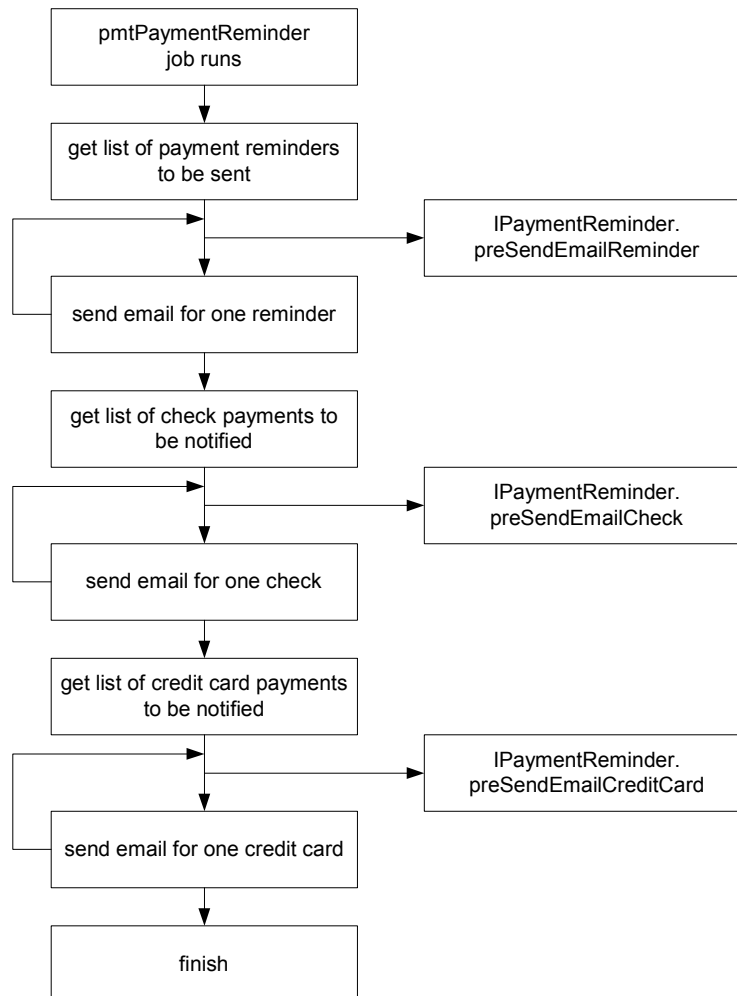 pmtPaymentReminder
job runs
get list of payment reminders
to be sent
IPaymentReminder.
preSendEmailReminder
send email for one reminder
get list of check payments to
be notified
IPaymentReminder.
preSendEmailCheck
send email for one check
get list of credit card payments
to be notified
IPaymentReminder.
preSendEmailCreditCard
send email for one credit card
finish